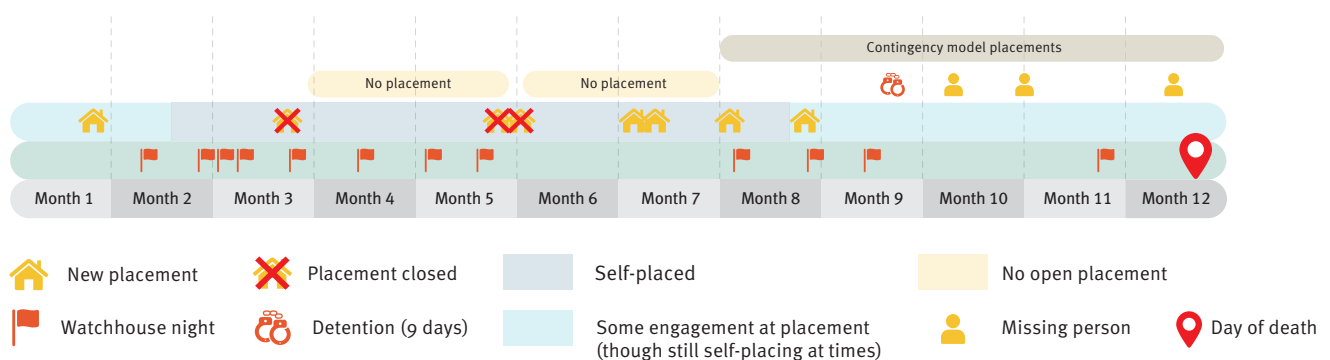 Contingency model placements
No placement
No placement
Month 1
Month 2
Month 3
Month 4
Month 5
Month 6
Month 7
Month 8
Month 9
Month 10
Month 11
Month 12
New placement
Placement closed
Self-placed
No open placement
Watchhouse night
Detention (9 days)
Some engagement at placement
(though still self-placing at times)
Missing person
Day of death